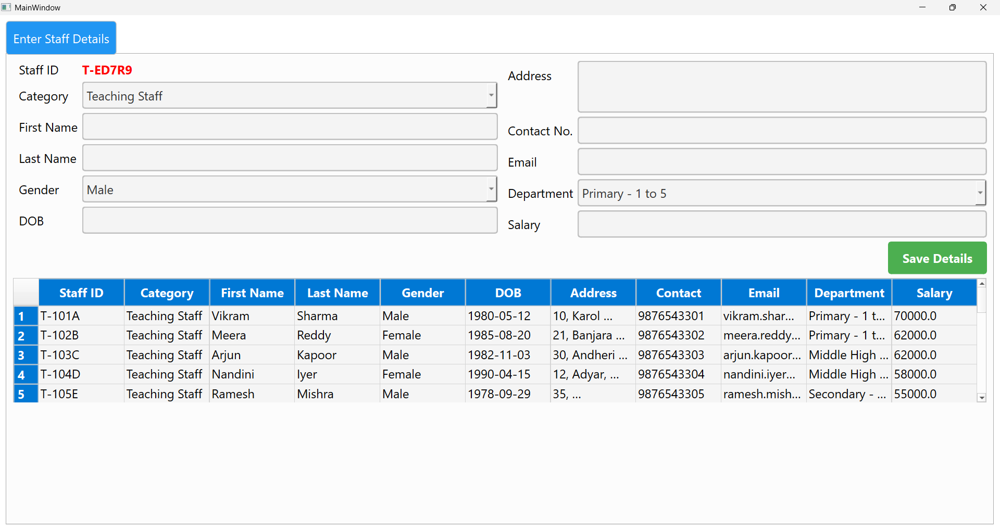 MainWindow
Enter Staff Details
Staff ID T-ED7R9
Category Teaching Staff
First Name
Last Name
Gender Male
DOB
Address
Contact No.
Email
Department Primary - 1 to 5
Salary
Save Details
Staff ID Category First Name Last Name Gender DOB Address Contact Email Department Salary
1 T-101A Teaching Staff Vikram Sharma Male 1980-05-12 10, Karol ... 9876543301 vikram.shar... Primary - 1 t... 70000.0
2 T-102B Teaching Staff Meera Reddy Female 1985-08-20 21, Banjara ... 9876543302 meera.reddy... Primary - 1 t... 62000.0
3 T-103C Teaching Staff Arjun Kapoor Male 1982-11-03 30, Andheri ... 9876543303 arjun.kapoor... Middle High ... 62000.0
4 T-104D Teaching Staff Nandini Iyer Female 1990-04-15 12, Adyar, ... 9876543304 nandini.iyer... Middle High ... 58000.0
5 T-105E Teaching Staff Ramesh Mishra Male 1978-09-29 35, ... 9876543305 ramesh.mish... Secondary - ... 55000.0